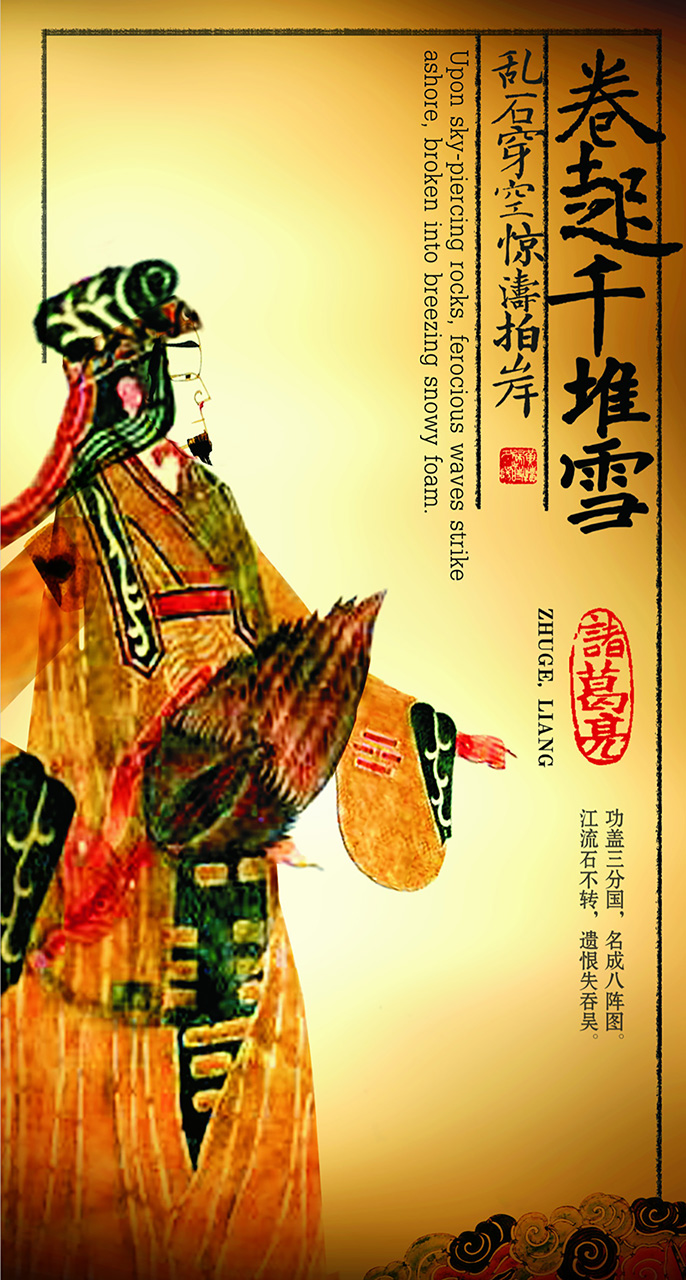 卷起千堆雪
乱石穿空惊濤拍岸
Upon sky-piercing rocks, ferocious waves strike
ashore, broken into breezing snowy foam.
諸葛亮
ZHUGE, LIANG
功盖三分国，名成八阵图。
江流石不转，遗恨失吞吴。